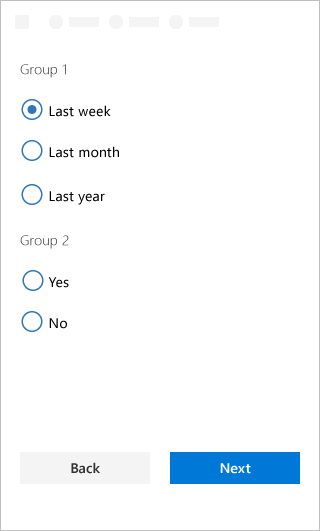 Group 1
Last week
Last month
Last year
Group 2
Yes
No
Back
Next